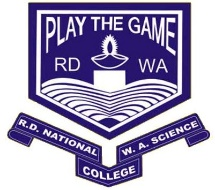 PLAY THE GAME
RD WA
R.D. NATIONAL
W. A. SCIENCE
COLLEGE